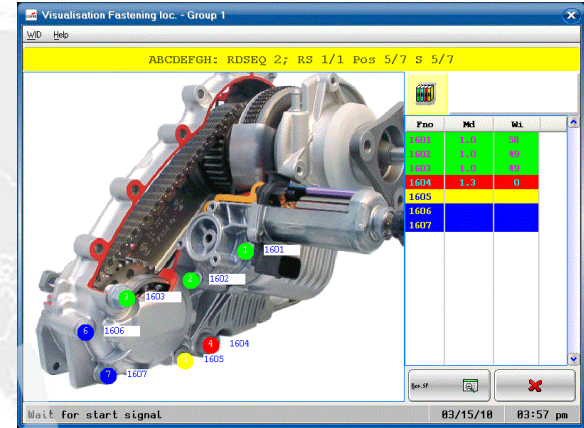 Visualisation Fastening loc. - Group 1
WID Help
ABCDEFGH: RDSEQ 2; RS 1/1 Pos 5/7 S 5/7
Fno Md Wi
1601 1.0 59
1602 1.0 49
1603 1.0 49
1604 1.3 0
1605
1606
1607
1 1601
2 1602
3 1603
6 1606
4 1604
5 1605
7 1607
Wait for start signal
03/15/10 03:57 pm